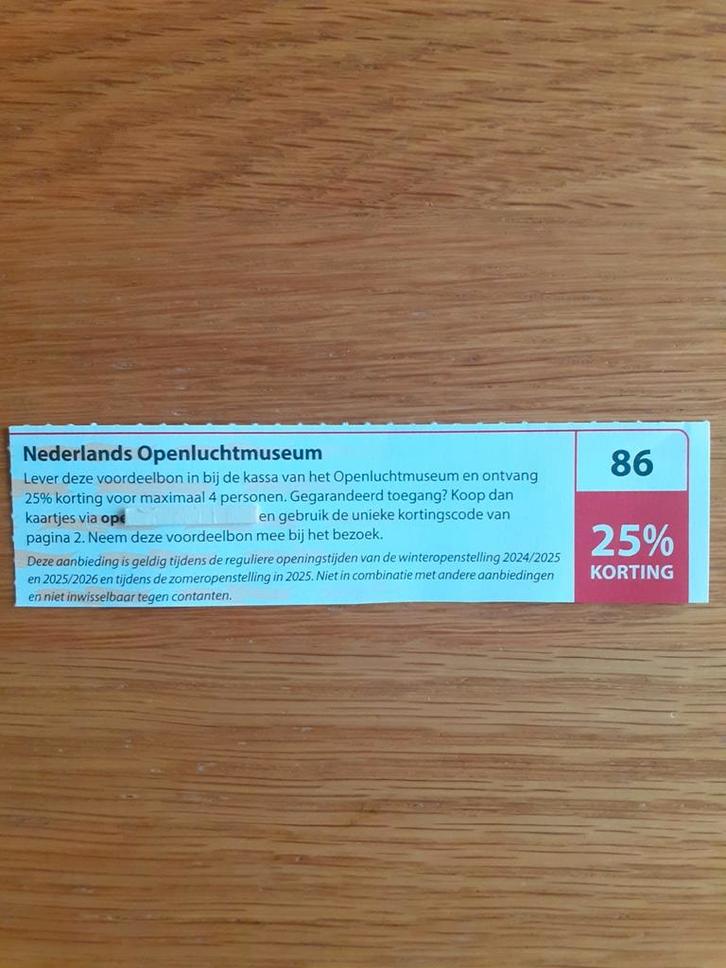 Nederlands Openluchtmuseum
Lever deze voordeelbon in bij de kassa van het Openluchtmuseum en ontvang
25% korting voor maximaal 4 personen. Gegarandeerd toegang? Koop dan
kaartjes via ope en gebruik de unieke kortingscode van
pagina 2. Neem deze voordeelbon mee bij het bezoek.
Deze aanbieding is geldig tijdens de reguliere openingstijden van de winteropenstelling 2024/2025
en 2025/2026 en tijdens de zomeropenstelling in 2025. Niet in combinatie met andere aanbiedingen
en niet inwisselbaar tegen contanten.
86
25%
KORTING